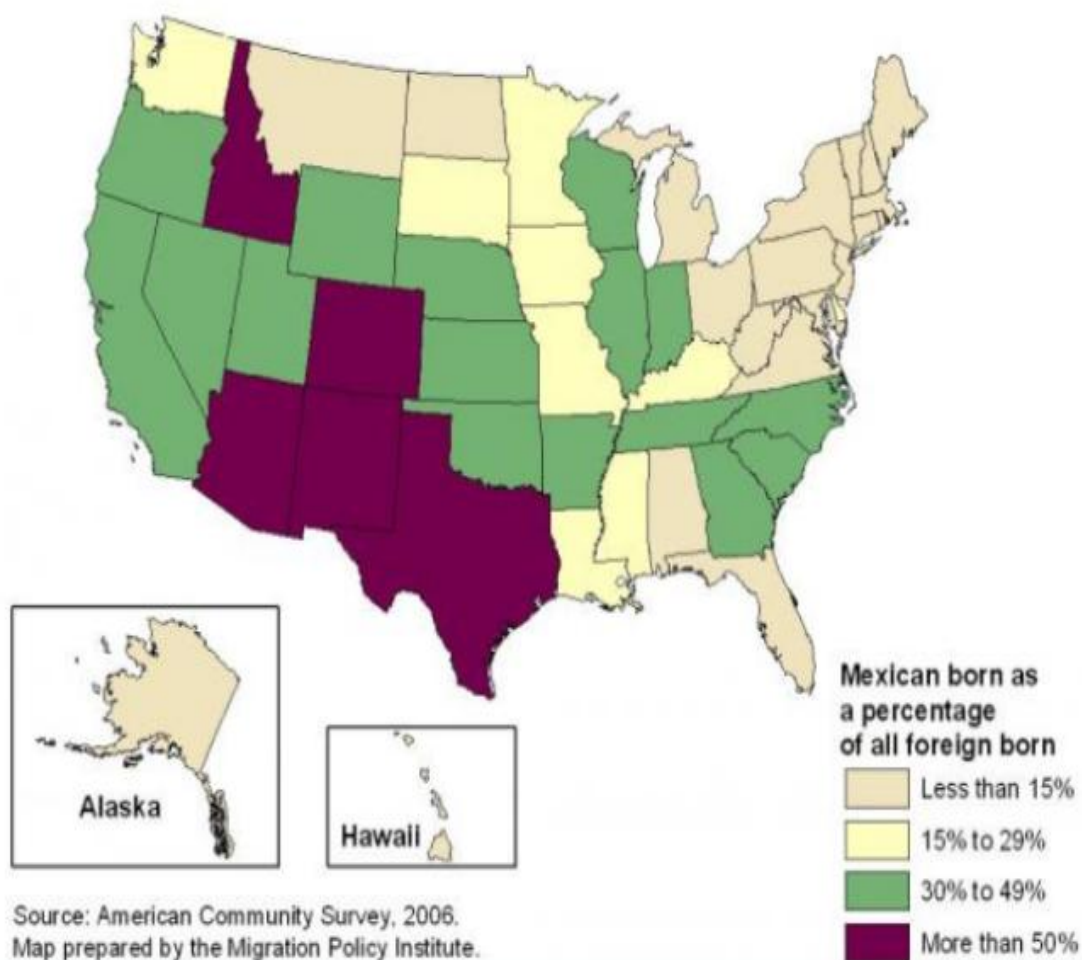 Alaska
Hawaii
Mexican born as
a percentage
of all foreign born
Less than 15%
15% to 29%
30% to 49%
More than 50%
Source: American Community Survey, 2006.
Map prepared by the Migration Policy Institute.